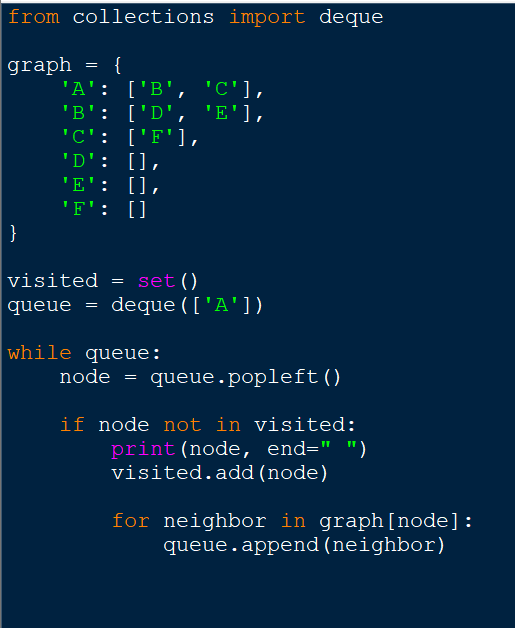 from collections import deque

graph = {
    'A': ['B', 'C'],
    'B': ['D', 'E'],
    'C': ['F'],
    'D': [],
    'E': [],
    'F': []
}

visited = set()
queue = deque(['A'])

while queue:
    node = queue.popleft()

    if node not in visited:
        print(node, end=" ")
        visited.add(node)

        for neighbor in graph[node]:
            queue.append(neighbor)